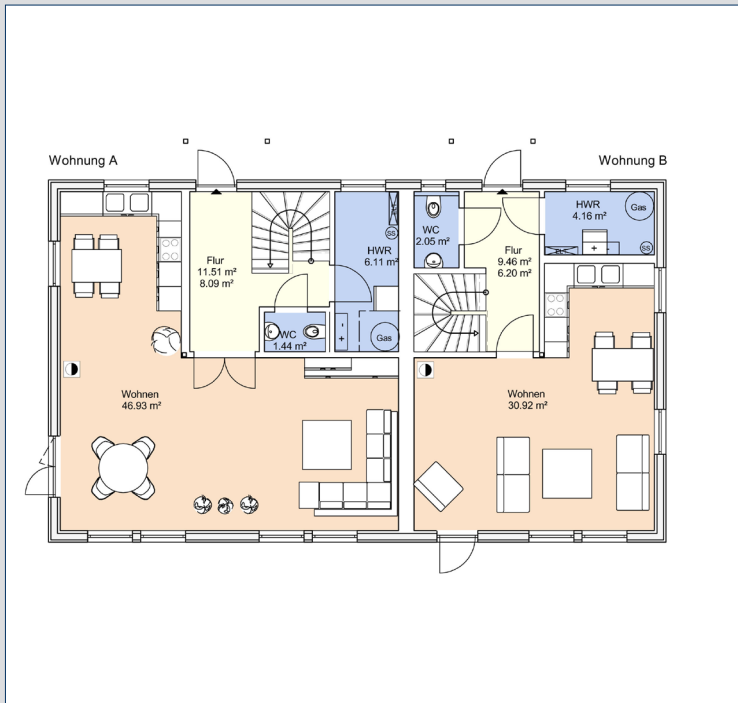 Wohnung A
Wohnung B
Flur
11.51 m²
8.09 m²
HWR
6.11 m²
SS
WC
1.44 m²
Gas
Wohnen
46.93 m²
WC
2.05 m²
Flur
9.46 m²
6.20 m²
HWR
4.16 m²
Gas
SS
Wohnen
30.92 m²